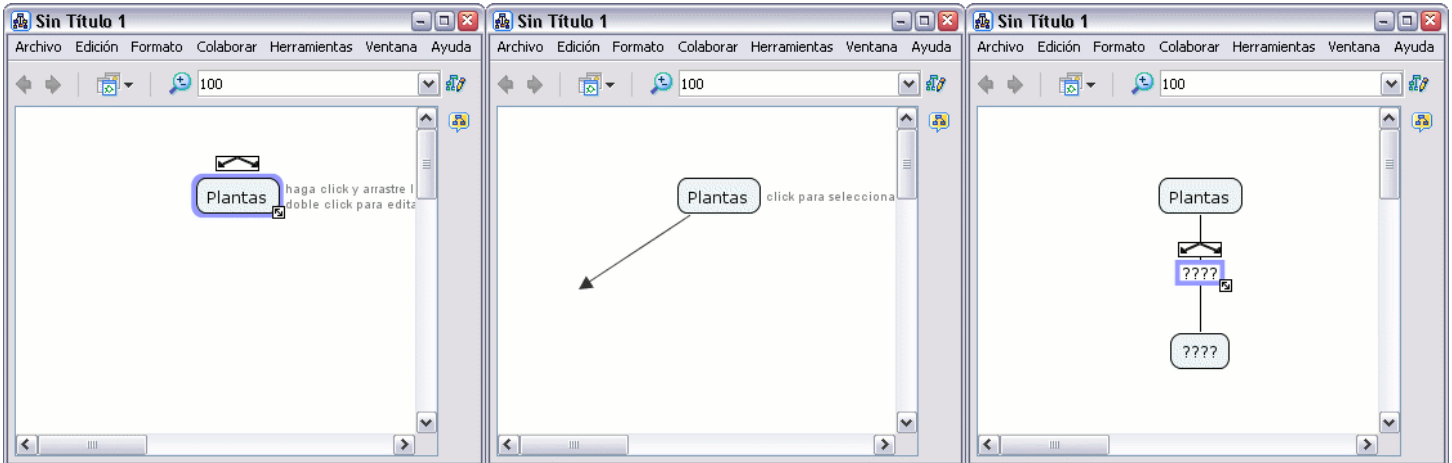 Sin Título 1
Archivo Edición Formato Colaborar Herramientas Ventana Ayuda
100
Plantas
haga click y arrastre l
doble click para edita
Sin Título 1
Archivo Edición Formato Colaborar Herramientas Ventana Ayuda
100
Plantas
click para selecciona
Sin Título 1
Archivo Edición Formato Colaborar Herramientas Ventana Ayuda
100
Plantas
????
????